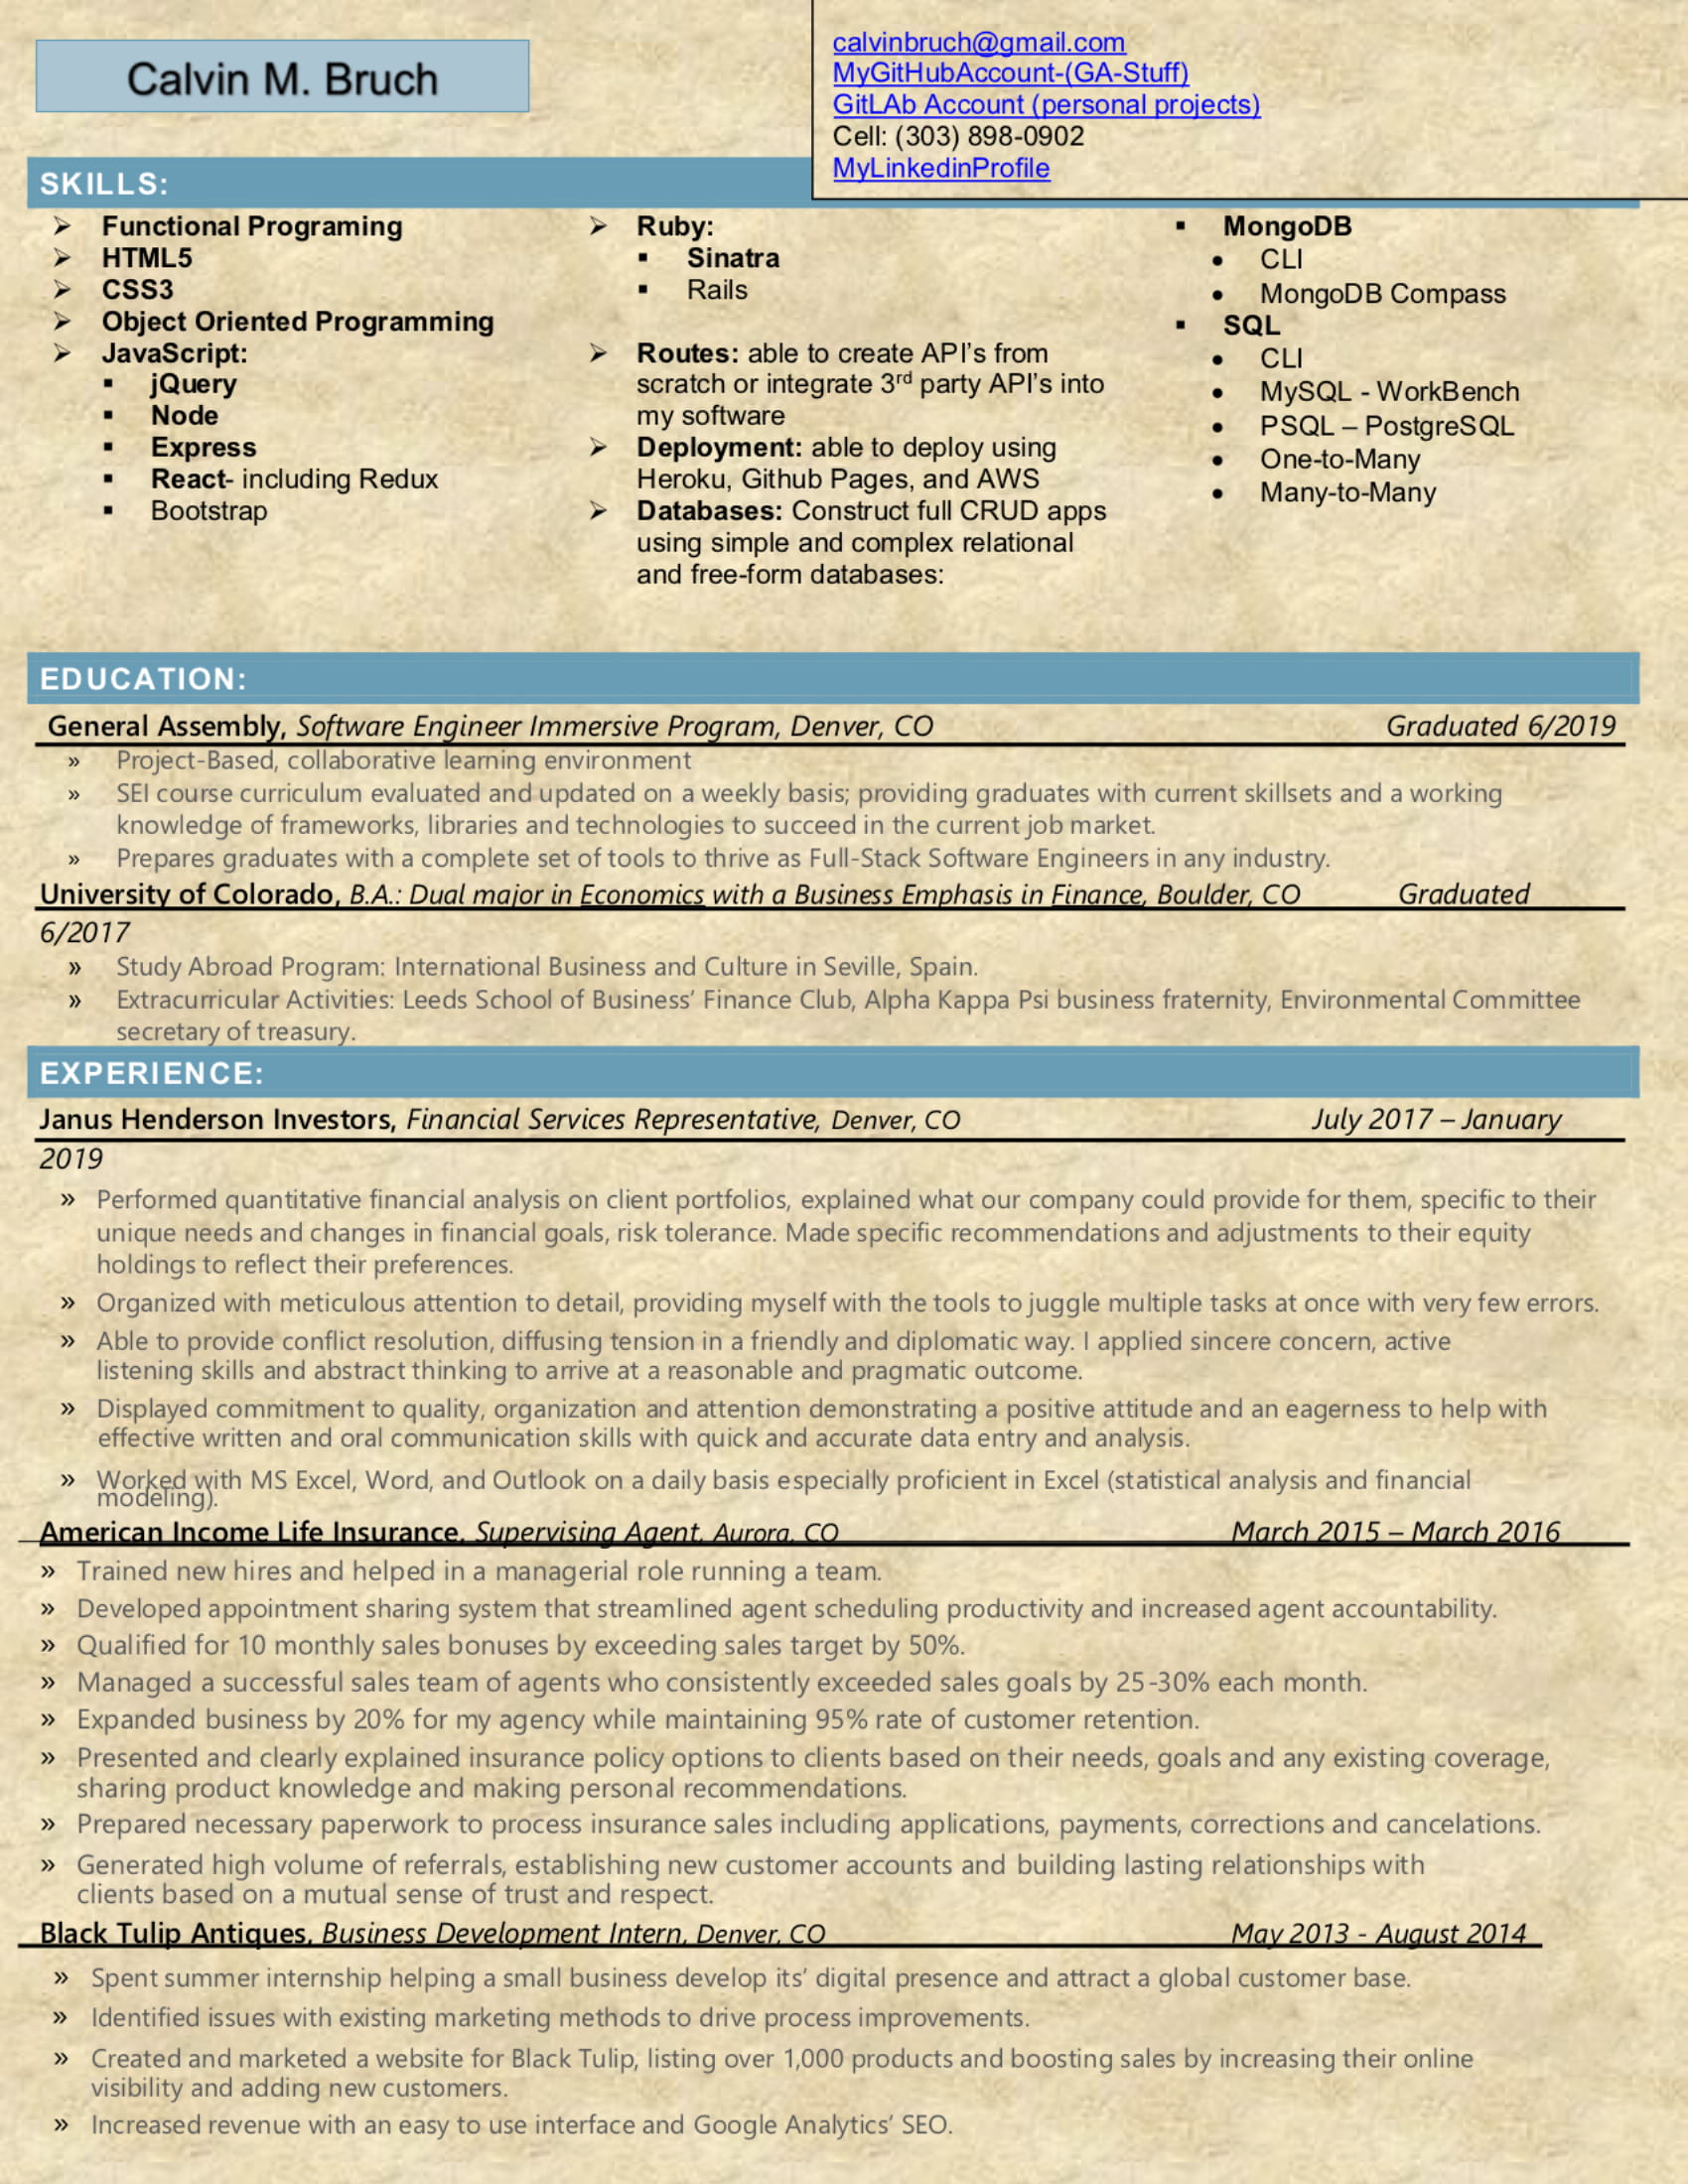 Calvin M. Bruch
calvinbruch@gmail.com
MyGitHubAccount-(GA-Stuff)
GitLAb Account (personal projects)
Cell: (303) 898-0902
MyLinkedinProfile
SKILLS:
➢ Functional Programing
➢ HTML5
➢ CSS3
➢ Object Oriented Programming
➢ JavaScript:
▪ jQuery
▪ Node
▪ Express
▪ React- including Redux
▪ Bootstrap
➢ Ruby:
▪ Sinatra
▪ Rails
➢ Routes: able to create API’s from
scratch or integrate 3rd party API’s into
my software
➢ Deployment: able to deploy using
Heroku, Github Pages, and AWS
➢ Databases: Construct full CRUD apps
using simple and complex relational
and free-form databases:
▪ MongoDB
• CLI
• MongoDB Compass
▪ SQL
• CLI
• MySQL - WorkBench
• PSQL – PostgreSQL
• One-to-Many
• Many-to-Many
EDUCATION:
General Assembly, Software Engineer Immersive Program, Denver, CO Graduated 6/2019
» Project-Based, collaborative learning environment
» SEI course curriculum evaluated and updated on a weekly basis; providing graduates with current skillsets and a working
knowledge of frameworks, libraries and technologies to succeed in the current job market.
» Prepares graduates with a complete set of tools to thrive as Full-Stack Software Engineers in any industry.
University of Colorado, B.A.: Dual major in Economics with a Business Emphasis in Finance, Boulder, CO Graduated
6/2017
» Study Abroad Program: International Business and Culture in Seville, Spain.
» Extracurricular Activities: Leeds School of Business’ Finance Club, Alpha Kappa Psi business fraternity, Environmental Committee
secretary of treasury.
EXPERIENCE:
Janus Henderson Investors, Financial Services Representative, Denver, CO July 2017 – January
2019
» Performed quantitative financial analysis on client portfolios, explained what our company could provide for them, specific to their
unique needs and changes in financial goals, risk tolerance. Made specific recommendations and adjustments to their equity
holdings to reflect their preferences.
» Organized with meticulous attention to detail, providing myself with the tools to juggle multiple tasks at once with very few errors.
» Able to provide conflict resolution, diffusing tension in a friendly and diplomatic way. I applied sincere concern, active
listening skills and abstract thinking to arrive at a reasonable and pragmatic outcome.
» Displayed commitment to quality, organization and attention demonstrating a positive attitude and an eagerness to help with
effective written and oral communication skills with quick and accurate data entry and analysis.
» Worked with MS Excel, Word, and Outlook on a daily basis especially proficient in Excel (statistical analysis and financial
modeling).
American Income Life Insurance, Supervising Agent, Aurora, CO March 2015 – March 2016
» Trained new hires and helped in a managerial role running a team.
» Developed appointment sharing system that streamlined agent scheduling productivity and increased agent accountability.
» Qualified for 10 monthly sales bonuses by exceeding sales target by 50%.
» Managed a successful sales team of agents who consistently exceeded sales goals by 25-30% each month.
» Expanded business by 20% for my agency while maintaining 95% rate of customer retention.
» Presented and clearly explained insurance policy options to clients based on their needs, goals and any existing coverage,
sharing product knowledge and making personal recommendations.
» Prepared necessary paperwork to process insurance sales including applications, payments, corrections and cancelations.
» Generated high volume of referrals, establishing new customer accounts and building lasting relationships with
clients based on a mutual sense of trust and respect.
Black Tulip Antiques, Business Development Intern, Denver, CO May 2013 - August 2014
» Spent summer internship helping a small business develop its’ digital presence and attract a global customer base.
» Identified issues with existing marketing methods to drive process improvements.
» Created and marketed a website for Black Tulip, listing over 1,000 products and boosting sales by increasing their online
visibility and adding new customers.
» Increased revenue with an easy to use interface and Google Analytics’ SEO.